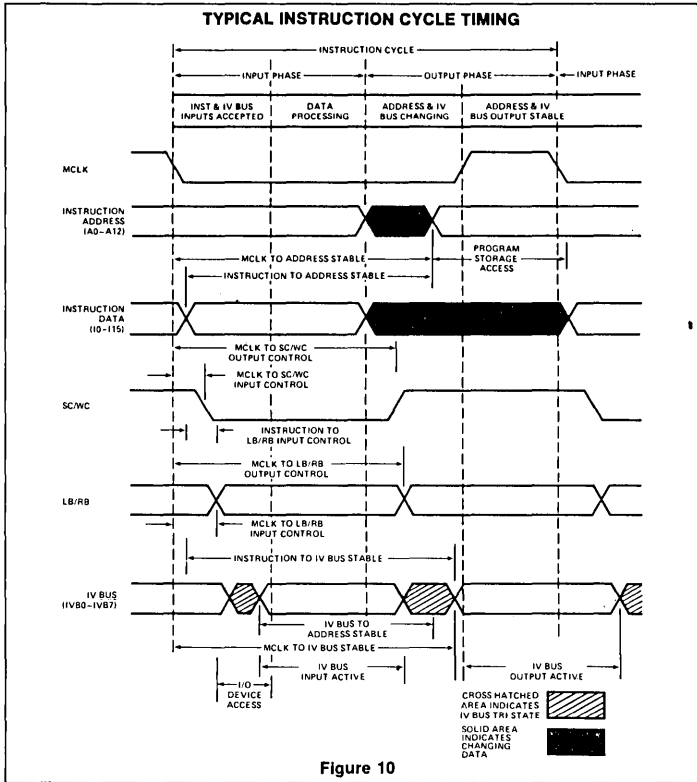 TYPICAL INSTRUCTION CYCLE TIMING
INSTRUCTION CYCLE
INPUT PHASE
OUTPUT PHASE
INPUT PHASE
INST & IV BUS
INPUTS ACCEPTED
DATA
PROCESSING
ADDRESS & IV
BUS CHANGING
ADDRESS & IV
BUS OUTPUT STABLE
MCLK
INSTRUCTION
ADDRESS
(A0–A12)
MCLK TO ADDRESS STABLE
PROGRAM
STORAGE
ACCESS
INSTRUCTION TO ADDRESS STABLE
INSTRUCTION
DATA
(I0–I15)
MCLK TO SC/WC
OUTPUT CONTROL
MCLK TO SC/WC
INPUT CONTROL
SC/WC
INSTRUCTION TO
LB/RB INPUT CONTROL
MCLK TO LB/RB
OUTPUT CONTROL
LB/RB
MCLK TO LB/RB
INPUT CONTROL
INSTRUCTION TO IV BUS STABLE
IV BUS
(IVB0–IVB7)
IV BUS TO
ADDRESS STABLE
MCLK TO IV BUS STABLE
IV BUS
INPUT ACTIVE
IV BUS
OUTPUT ACTIVE
I/O
DEVICE
ACCESS
CROSS HATCHED
AREA INDICATES
IV BUS TRI STATE
SOLID AREA
INDICATES
CHANGING
DATA
Figure 10